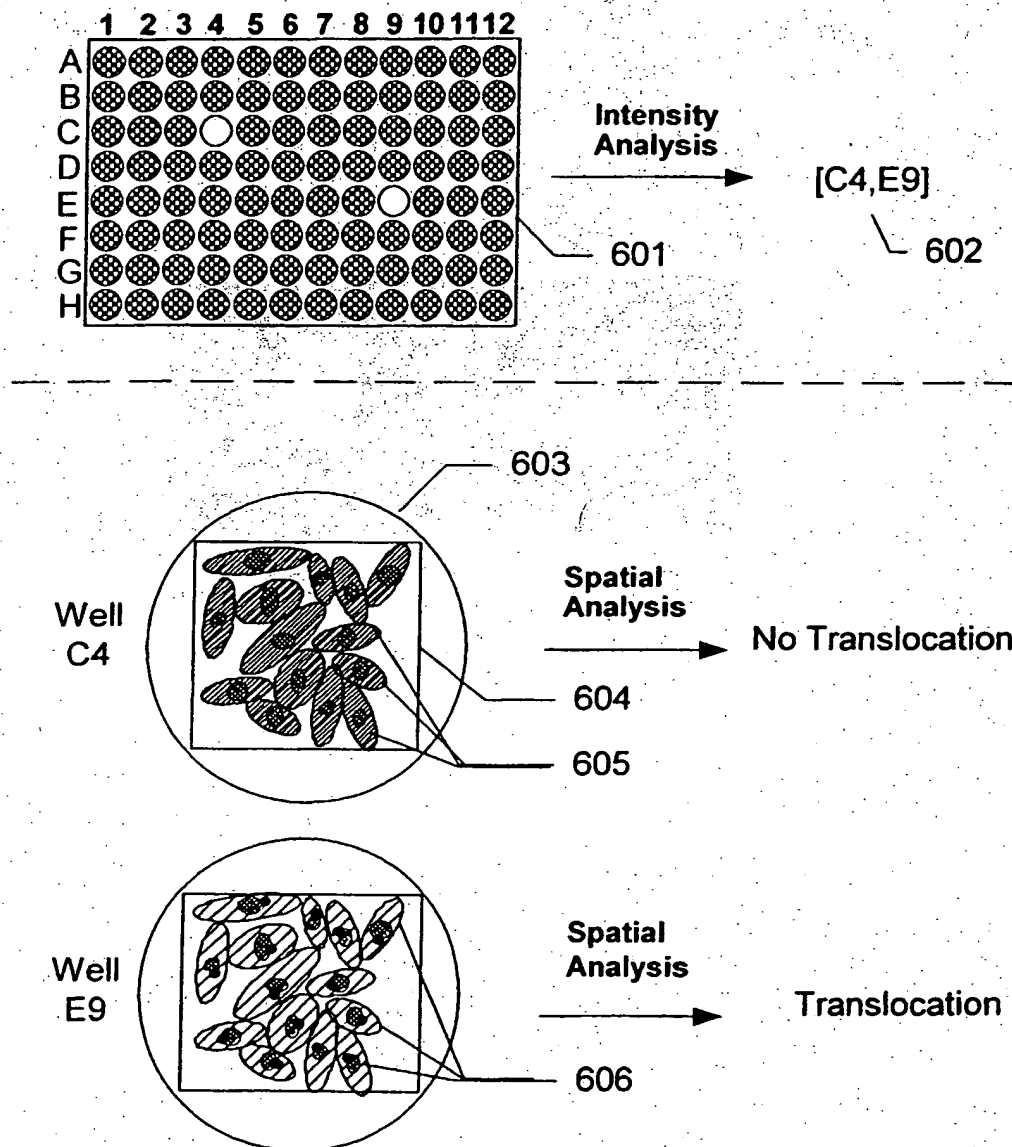 1 2 3 4 5 6 7 8 9 10 11 12
A
B
C
D
E
F
G
H
Intensity
Analysis
[C4,E9]
601
602
603
Well
C4
Spatial
Analysis
No Translocation
604
605
Well
E9
Spatial
Analysis
Translocation
606